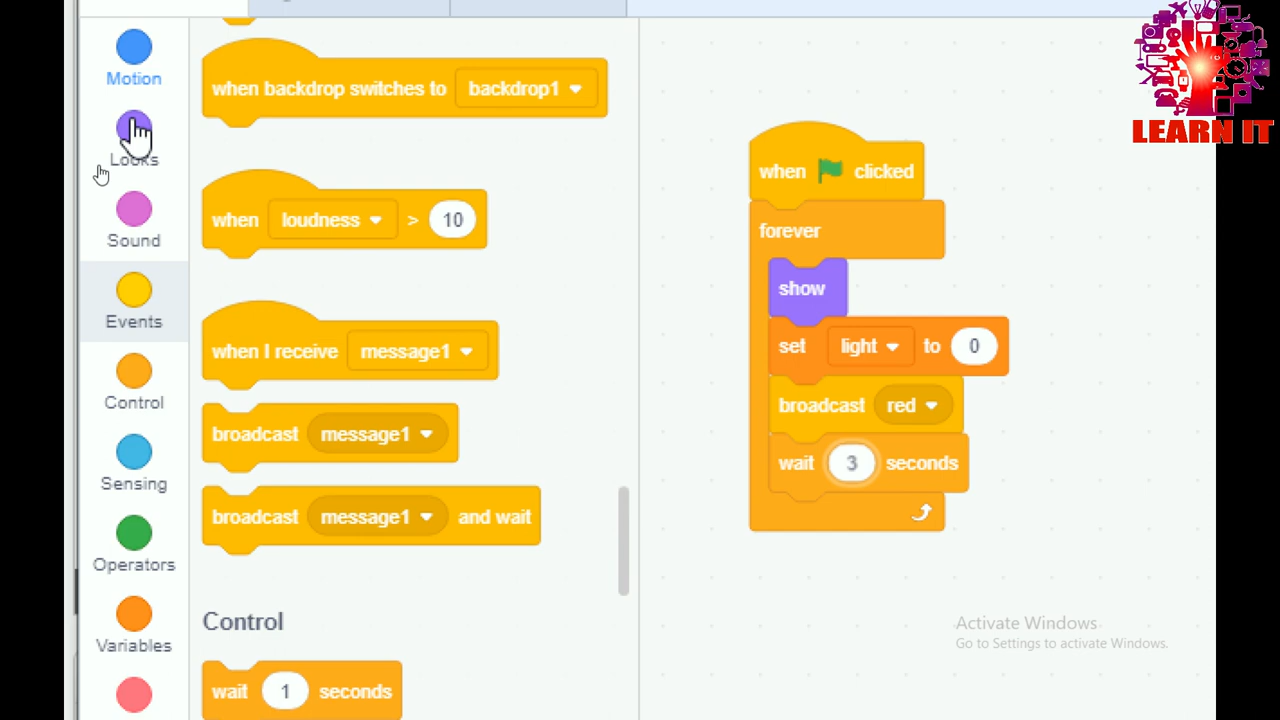 Motion
Looks
Sound
Events
Control
Sensing
Operators
Variables
when backdrop switches to backdrop1
when loudness > 10
when I receive message1
broadcast message1
broadcast message1 and wait
Control
wait 1 seconds
when clicked
forever
show
set light to 0
broadcast red
wait 3 seconds
Activate Windows
Go to Settings to activate Windows.
LEARN IT